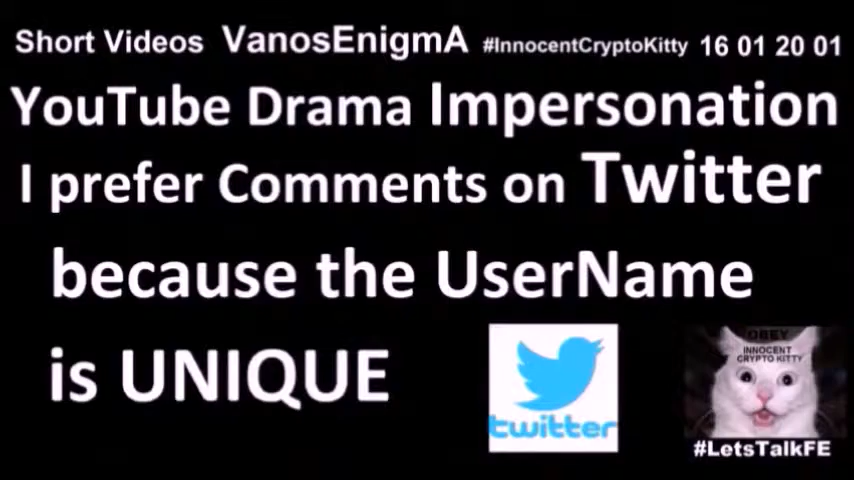 Short Videos VanosEnigmA #InnocentCryptoKitty 16 01 20 01
YouTube Drama Impersonation
I prefer Comments on Twitter
because the UserName
is UNIQUE
twitter
OBEY
INNOCENT
CRYPTO KITTY
#LetsTalkFE